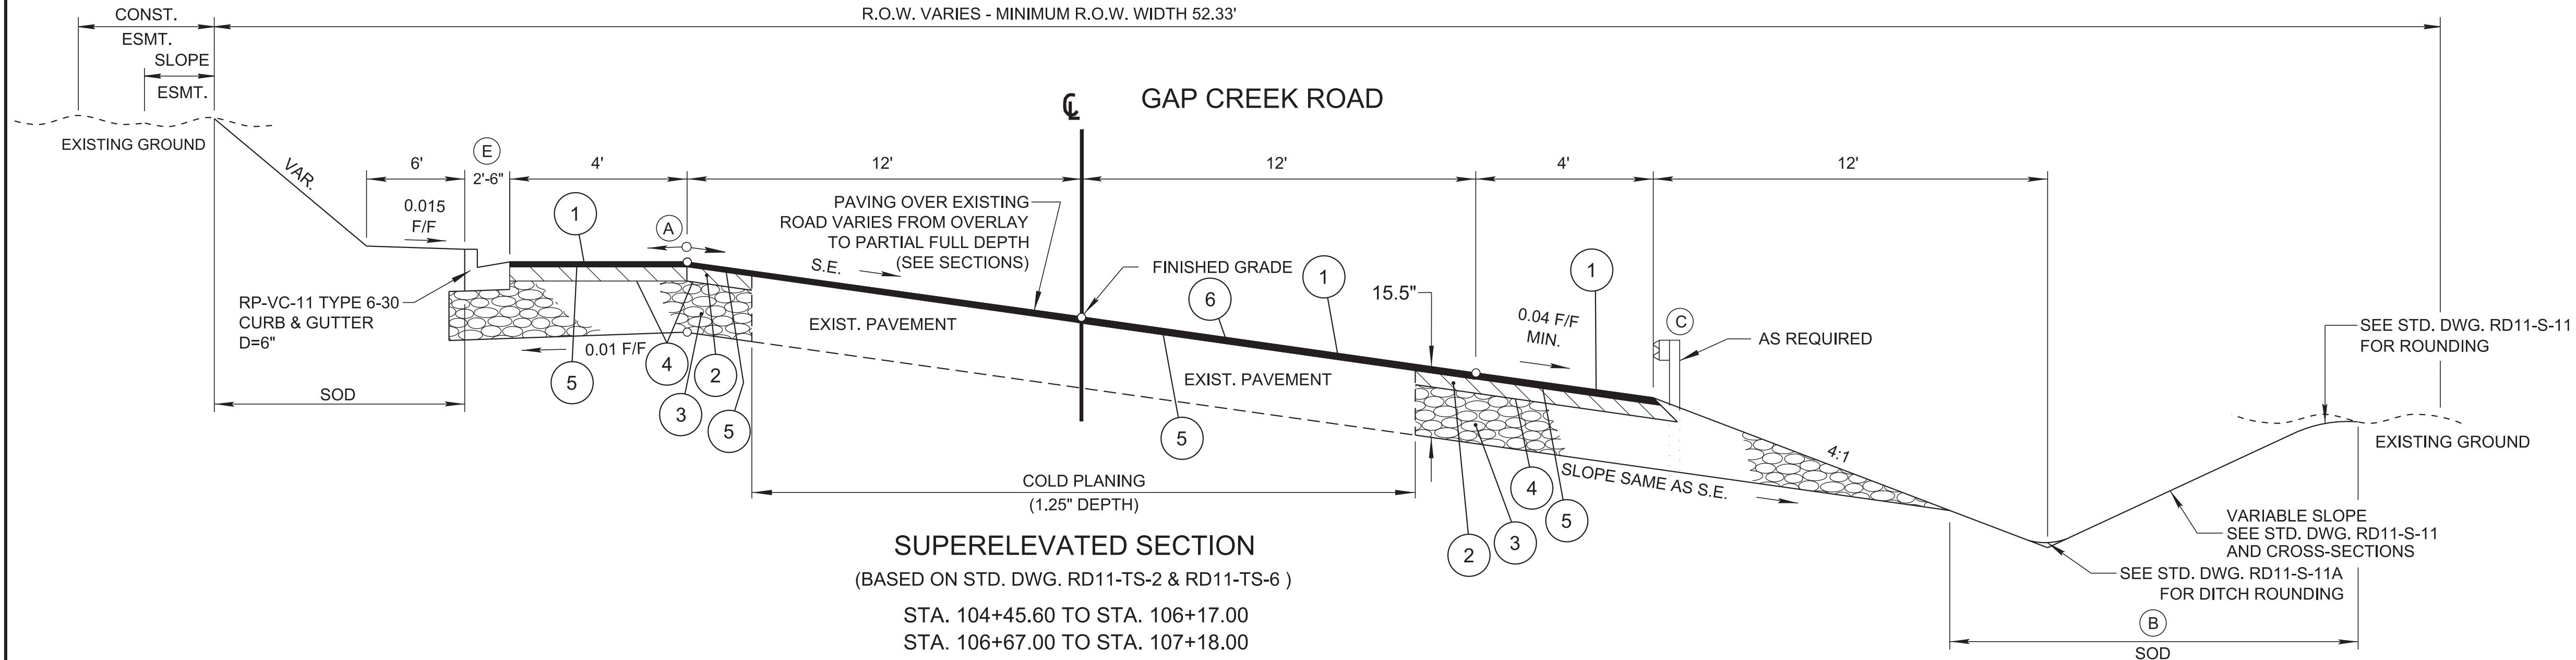 CONST.
ESMT.
SLOPE
ESMT.
R.O.W. VARIES - MINIMUM R.O.W. WIDTH 52.33'
℄
GAP CREEK ROAD
EXISTING GROUND
VAR.
6'
E
2'-6"
4'
12'
12'
4'
12'
0.015
F/F
1
A
PAVING OVER EXISTING
ROAD VARIES FROM OVERLAY
TO PARTIAL FULL DEPTH
(SEE SECTIONS)
S.E.
FINISHED GRADE
6
1
15.5"
1
0.04 F/F
MIN.
C
AS REQUIRED
SEE STD. DWG. RD11-S-11
FOR ROUNDING
RP-VC-11 TYPE 6-30
CURB & GUTTER
D=6"
EXIST. PAVEMENT
EXIST. PAVEMENT
0.01 F/F
5
4
2
3
5
5
SOD
EXISTING GROUND
4:1
SLOPE SAME AS S.E.
COLD PLANING
(1.25" DEPTH)
4
5
3
2
VARIABLE SLOPE
SEE STD. DWG. RD11-S-11
AND CROSS-SECTIONS
SEE STD. DWG. RD11-S-11A
FOR DITCH ROUNDING
B
SOD
SUPERELEVATED SECTION
(BASED ON STD. DWG. RD11-TS-2 & RD11-TS-6 )
STA. 104+45.60 TO STA. 106+17.00
STA. 106+67.00 TO STA. 107+18.00